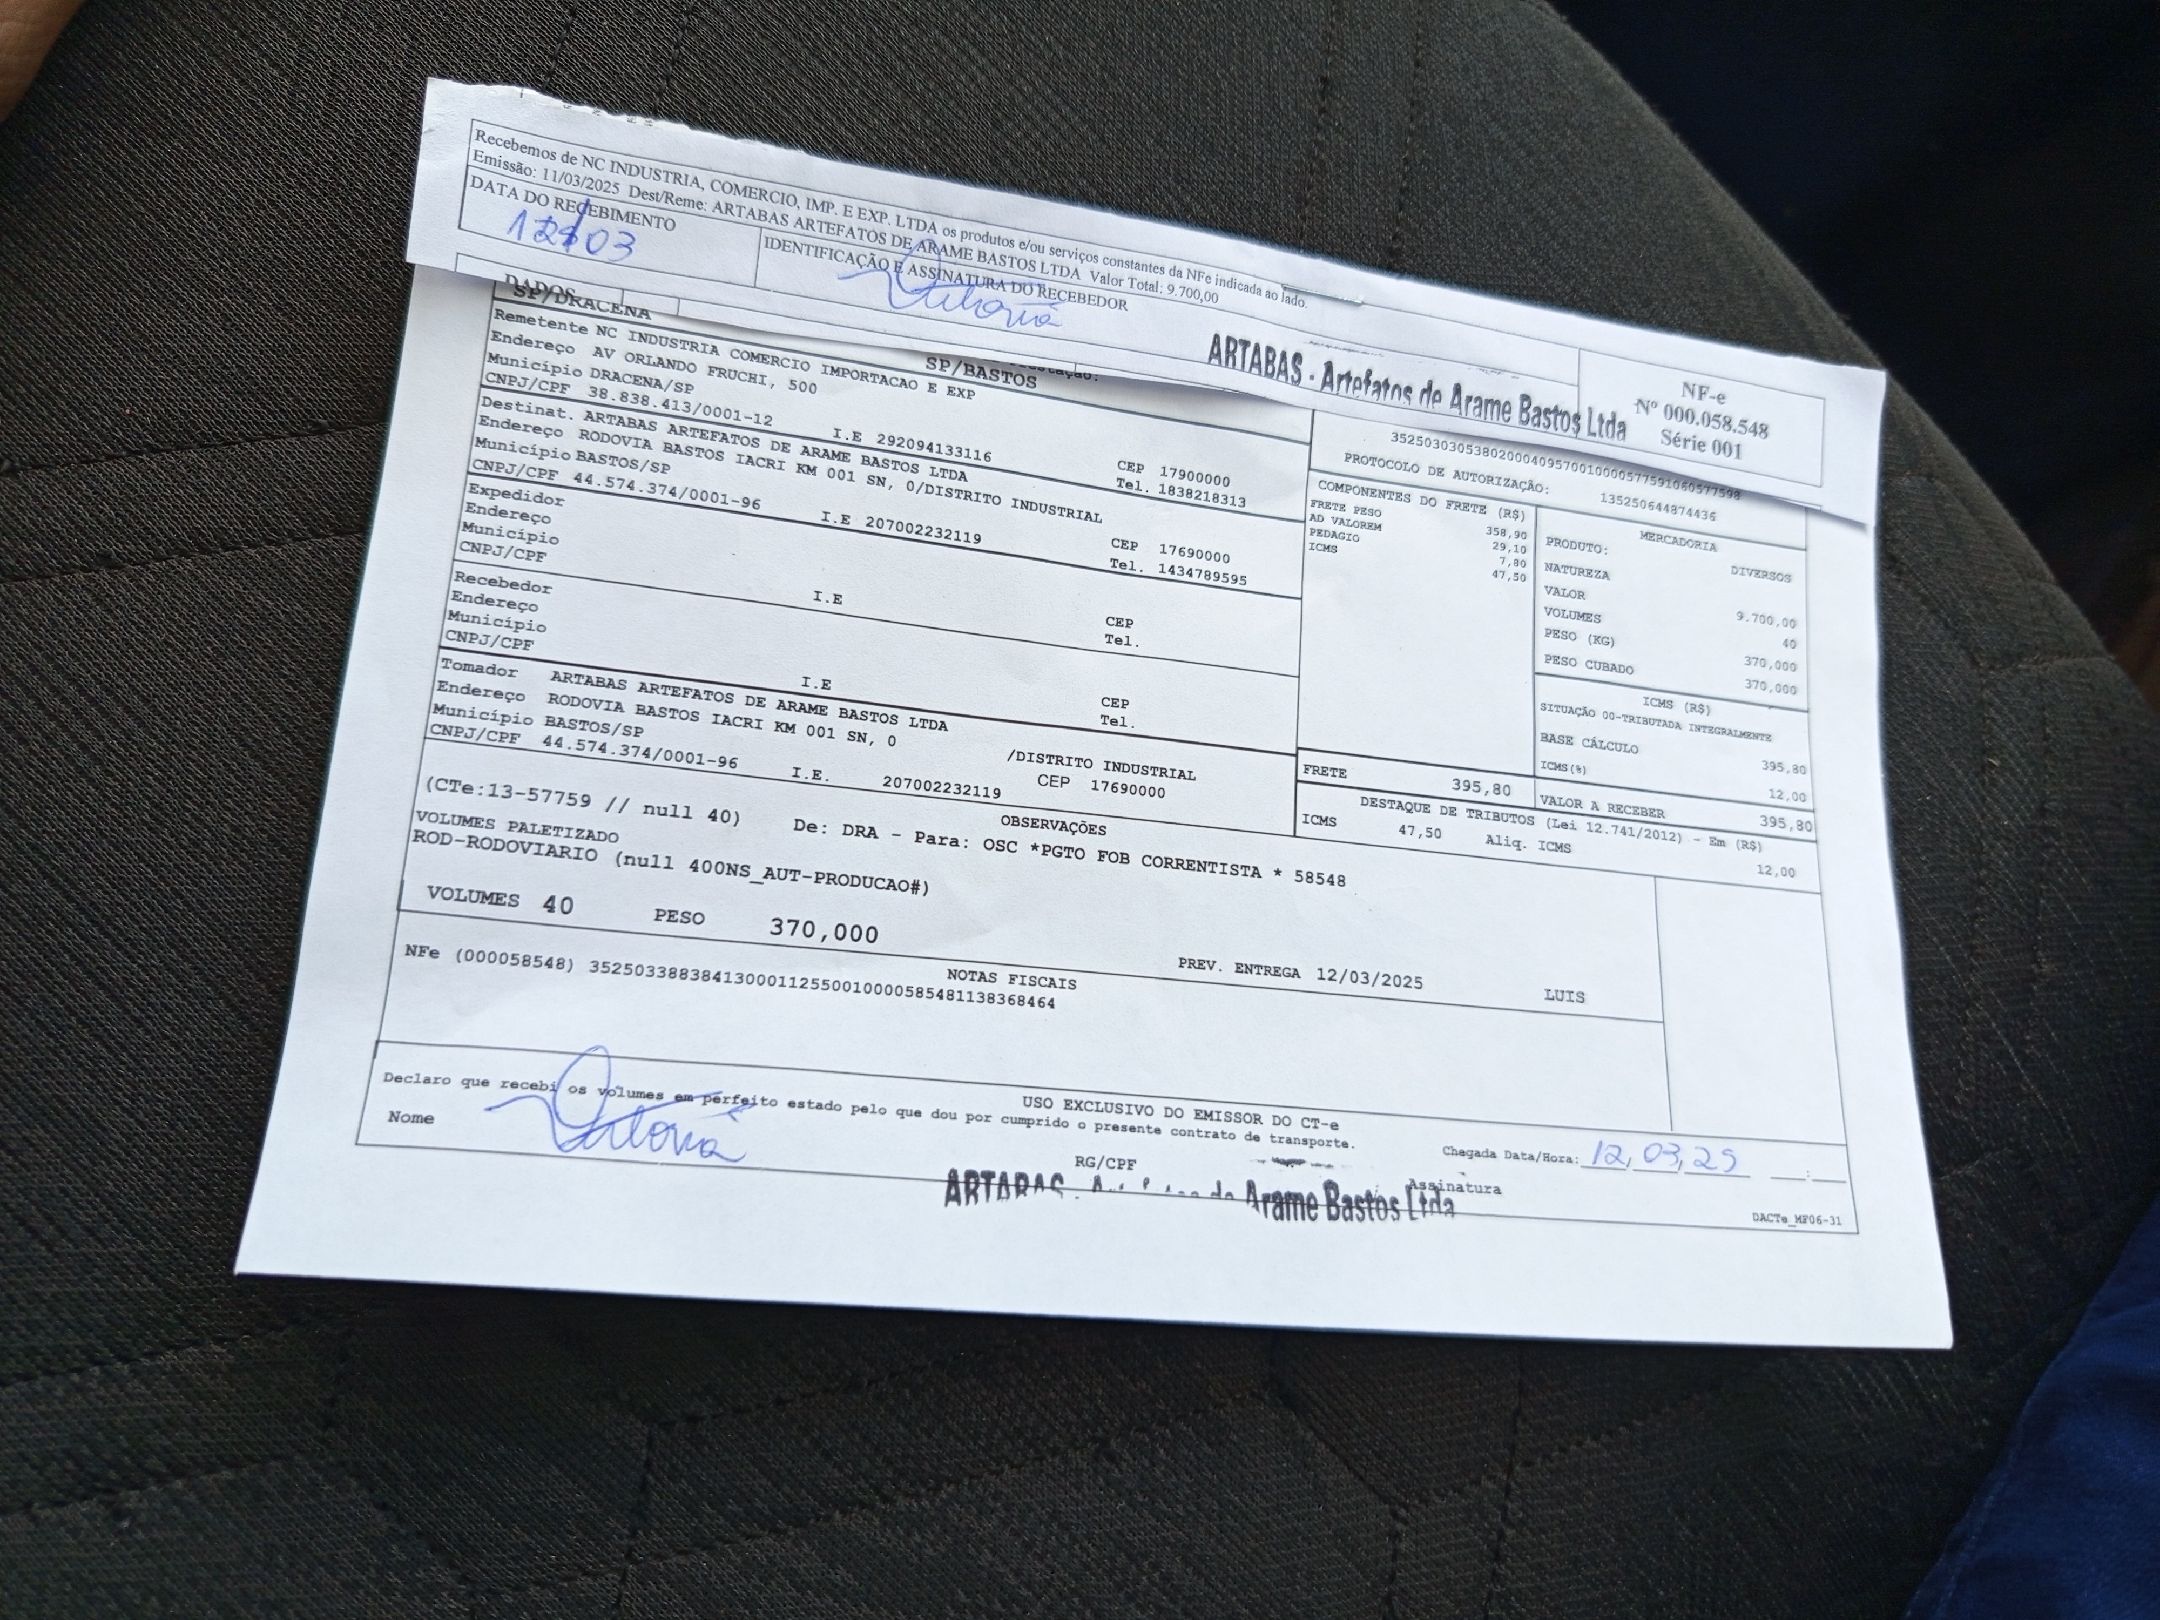 Recebemos de NC INDUSTRIA, COMERCIO, IMP. E EXP. LTDA os produtos e/ou serviços constantes da NFe indicada ao lado.
Emissão: 11/03/2025 Dest/Reme: ARTABAS ARTEFATOS DE ARAME BASTOS LTDA Valor Total: 9.700,00
DATA DO RECEBIMENTO
12/03
IDENTIFICAÇÃO E ASSINATURA DO RECEBEDOR
ARTABAS - Artefatos de Arame Bastos Ltda
NF-e
Nº 000.058.548
Série 001
DADOS
SP/DRACENA
SP/BASTOS
Remetente NC INDUSTRIA COMERCIO IMPORTACAO E EXP
Endereço AV ORLANDO FRUCHI, 500
Município DRACENA/SP
CEP 17900000
CNPJ/CPF 38.838.413/0001-12 I.E 292094133116 Tel. 1838218313
Destinat. ARTABAS ARTEFATOS DE ARAME BASTOS LTDA
Endereço RODOVIA BASTOS IACRI KM 001 SN, 0/DISTRITO INDUSTRIAL
Município BASTOS/SP CEP 17690000
CNPJ/CPF 44.574.374/0001-96 I.E 207002232119 Tel. 1434789595
Expedidor
Endereço
Município CEP
CNPJ/CPF I.E Tel.
Recebedor
Endereço
Município CEP
CNPJ/CPF I.E Tel.
Tomador ARTABAS ARTEFATOS DE ARAME BASTOS LTDA
Endereço RODOVIA BASTOS IACRI KM 001 SN, 0 /DISTRITO INDUSTRIAL
Município BASTOS/SP CEP 17690000
CNPJ/CPF 44.574.374/0001-96 I.E. 207002232119
35250303053802000409570010000577591060577598
PROTOCOLO DE AUTORIZAÇÃO: 135250644874436
COMPONENTES DO FRETE (R$)
FRETE PESO 358,90
AD VALOREM 29,10
PEDAGIO 7,80
ICMS 47,50
FRETE 395,80
MERCADORIA
PRODUTO: DIVERSOS
NATUREZA
VALOR 9.700,00
VOLUMES 40
PESO (KG) 370,000
PESO CUBADO 370,000
ICMS (R$)
SITUAÇÃO 00-TRIBUTADA INTEGRALMENTE
BASE CÁLCULO 395,80
ICMS(%) 12,00
VALOR A RECEBER 395,80
DESTAQUE DE TRIBUTOS (Lei 12.741/2012) - Em (R$)
ICMS 47,50 Aliq. ICMS 12,00
OBSERVAÇÕES
(CTe:13-57759 // null 40) De: DRA - Para: OSC *PGTO FOB CORRENTISTA * 58548
VOLUMES PALETIZADO
ROD-RODOVIARIO (null 400NS_AUT-PRODUCAO#)
VOLUMES 40 PESO 370,000 PREV. ENTREGA 12/03/2025 LUIS
NOTAS FISCAIS
NFe (000058548) 35250338838413000112550010000585481138368464
USO EXCLUSIVO DO EMISSOR DO CT-e
Declaro que recebi os volumes em perfeito estado pelo que dou por cumprido o presente contrato de transporte.
Chegada Data/Hora: 12,03,25 :
Nome RG/CPF Assinatura
ARTABAS - Arame Bastos Ltda
DACTe_MF06-31